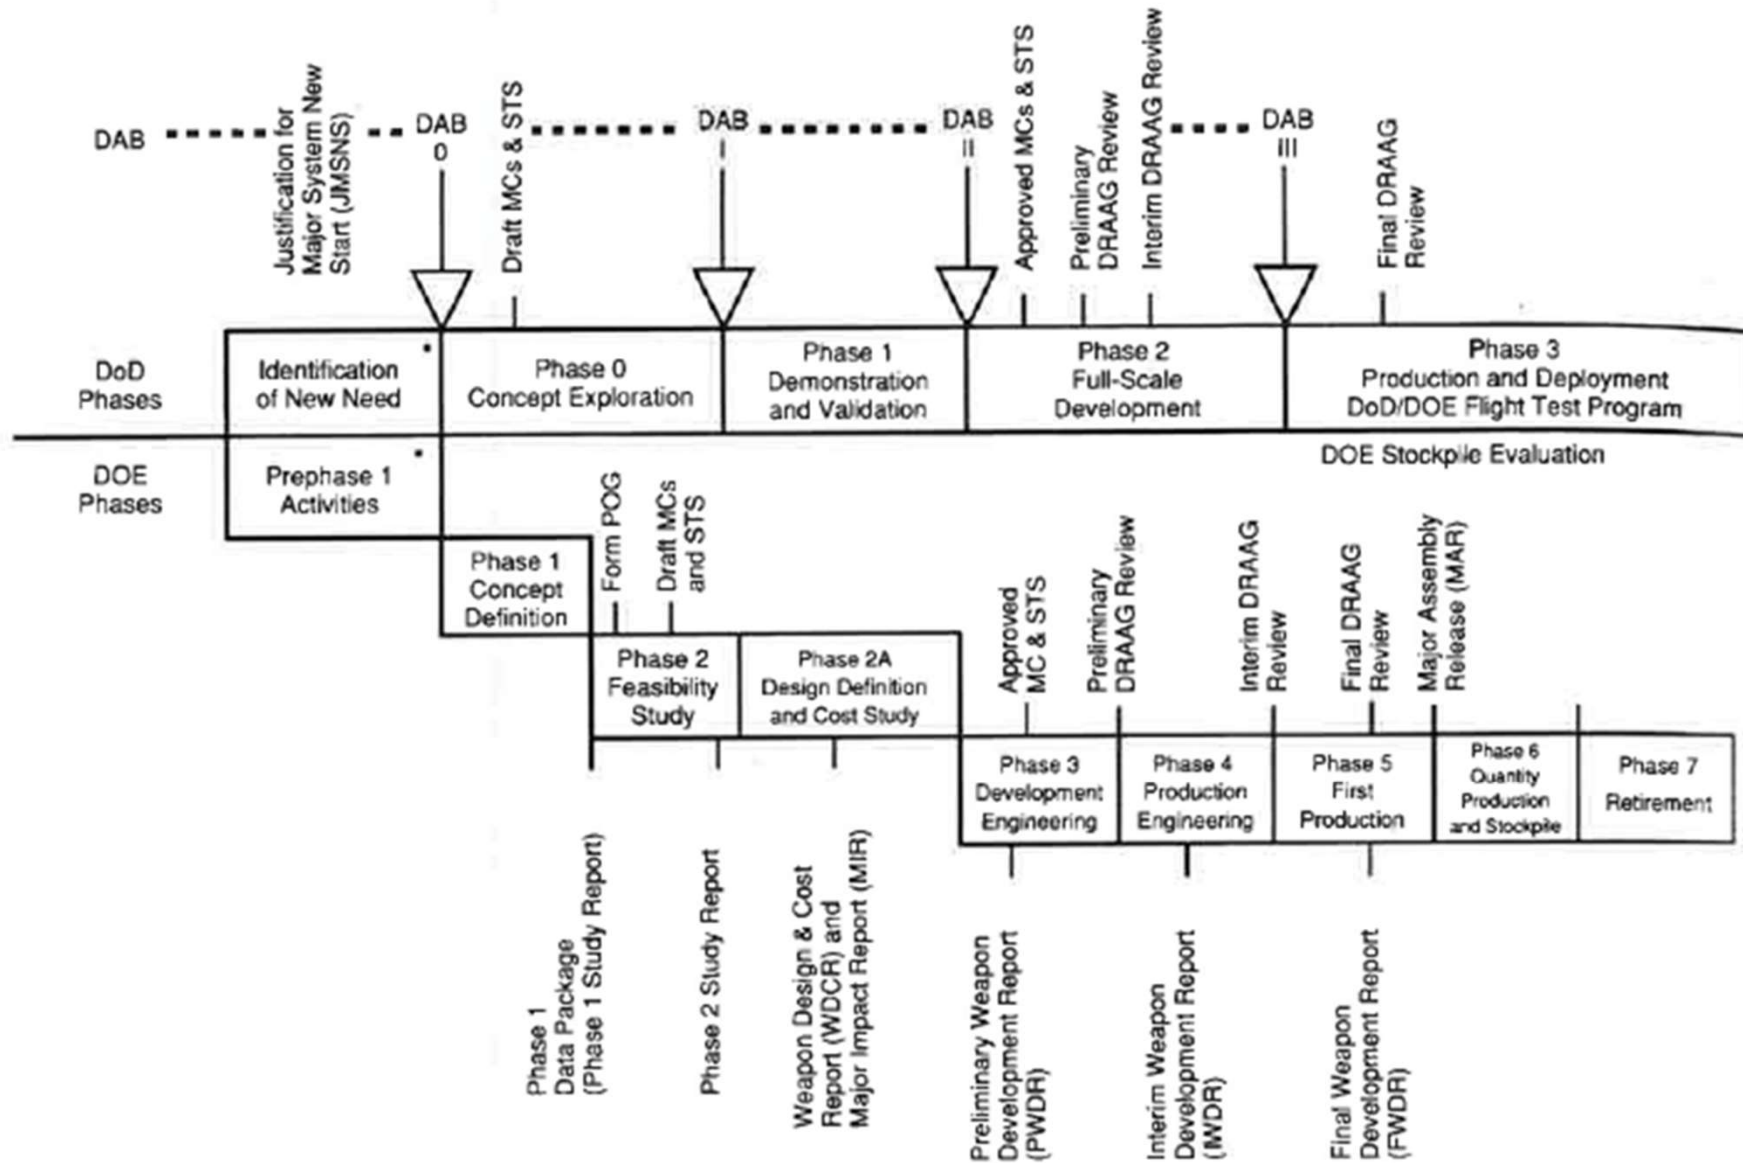 Justification for
Major System New
Start (JMSNS)
Draft MCs & STS
Approved MCs & STS
Preliminary
DRAAG Review
Interim DRAAG Review
Final DRAAG
Review
DAB
DAB
0
DAB
I
DAB
II
DAB
III
DoD
Phases
Identification
of New Need
Phase 0
Concept Exploration
Phase 1
Demonstration
and Validation
Phase 2
Full-Scale
Development
Phase 3
Production and Deployment
DoD/DOE Flight Test Program
DOE Stockpile Evaluation
DOE
Phases
Prephase 1
Activities
Phase 1
Concept
Definition
Form POG
Draft MCs
and STS
Phase 2
Feasibility
Study
Phase 2A
Design Definition
and Cost Study
Approved
MC & STS
Preliminary
DRAAG Review
Interim DRAAG
Review
Final DRAAG
Review
Major Assembly
Release (MAR)
Phase 3
Development
Engineering
Phase 4
Production
Engineering
Phase 5
First
Production
Phase 6
Quantity
Production
and Stockpile
Phase 7
Retirement
Phase 1
Data Package
(Phase 1 Study Report)
Phase 2 Study Report
Weapon Design & Cost
Report (WDCR) and
Major Impact Report (MIR)
Preliminary Weapon
Development Report
(PWDR)
Interim Weapon
Development Report
(IWDR)
Final Weapon
Development Report
(FWDR)